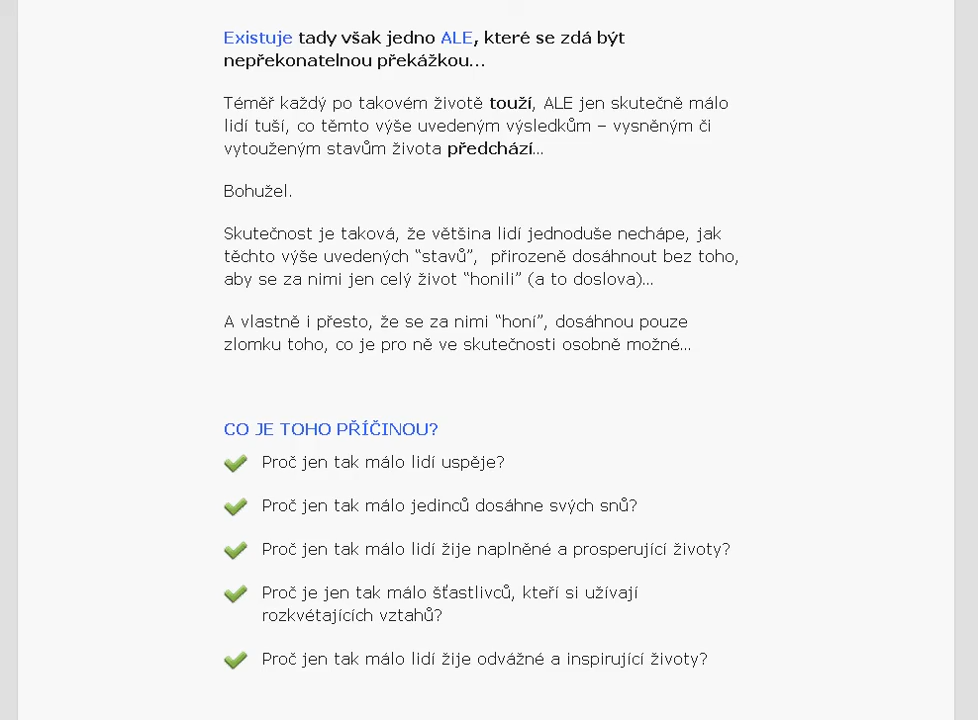 Existuje tady však jedno ALE, které se zdá být
nepřekonatelnou překážkou...
Téměř každý po takovém životě touží, ALE jen skutečně málo
lidí tuší, co těmto výše uvedeným výsledkům – vysněným či
vytouženým stavům života předchází...
Bohužel.
Skutečnost je taková, že většina lidí jednoduše nechápe, jak
těchto výše uvedených “stavů”,  přirozeně dosáhnout bez toho,
aby se za nimi jen celý život “honili” (a to doslova)...
A vlastně i přesto, že se za nimi “honí”, dosáhnou pouze
zlomku toho, co je pro ně ve skutečnosti osobně možné...
CO JE TOHO PŘÍČINOU?
Proč jen tak málo lidí uspěje?
Proč jen tak málo jedinců dosáhne svých snů?
Proč jen tak málo lidí žije naplněné a prosperující životy?
Proč je jen tak málo šťastlivců, kteří si užívají
rozkvétajících vztahů?
Proč jen tak málo lidí žije odvážné a inspirující životy?